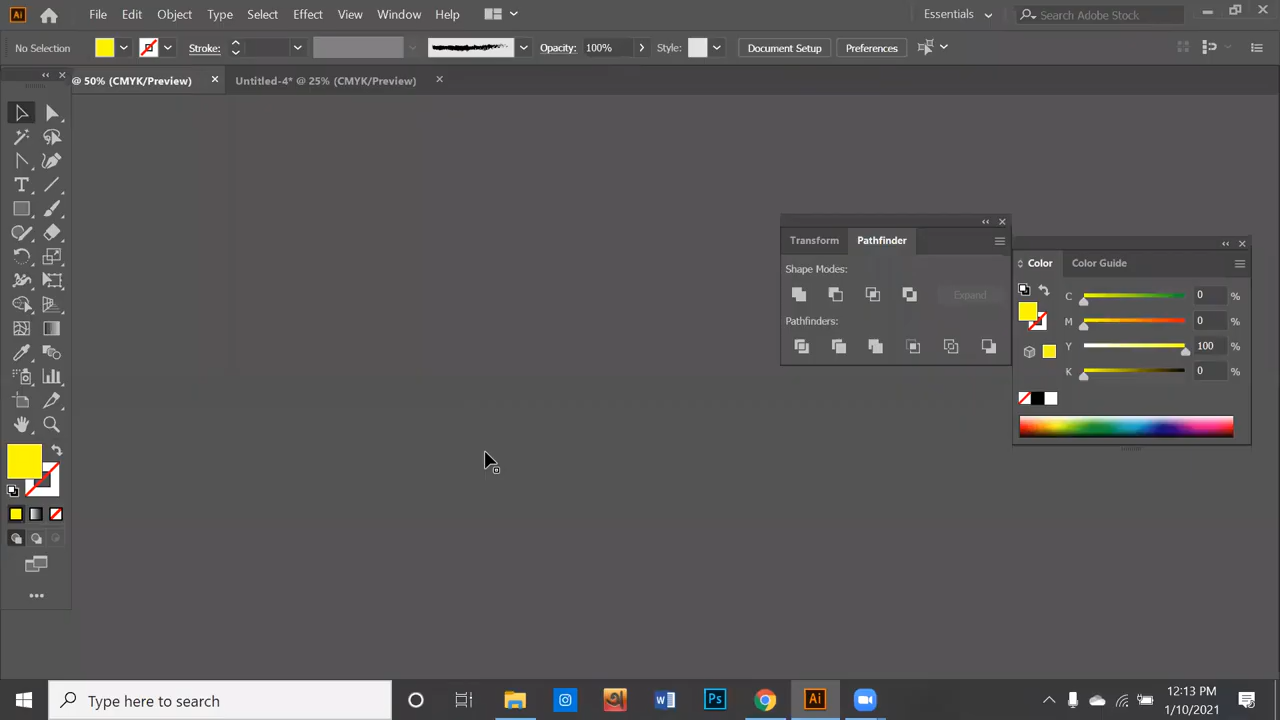 Ai File Edit Object Type Select Effect View Window Help Essentials Search Adobe Stock
No Selection Stroke: Opacity: 100% Style: Document Setup Preferences
@ 50% (CMYK/Preview) Untitled-4* @ 25% (CMYK/Preview)
Transform Pathfinder
Shape Modes:
Expand
Pathfinders:
Color Color Guide
C 0 %
M 0 %
Y 100 %
K 0 %
Type here to search
W Ps Ai
12:13 PM
1/10/2021